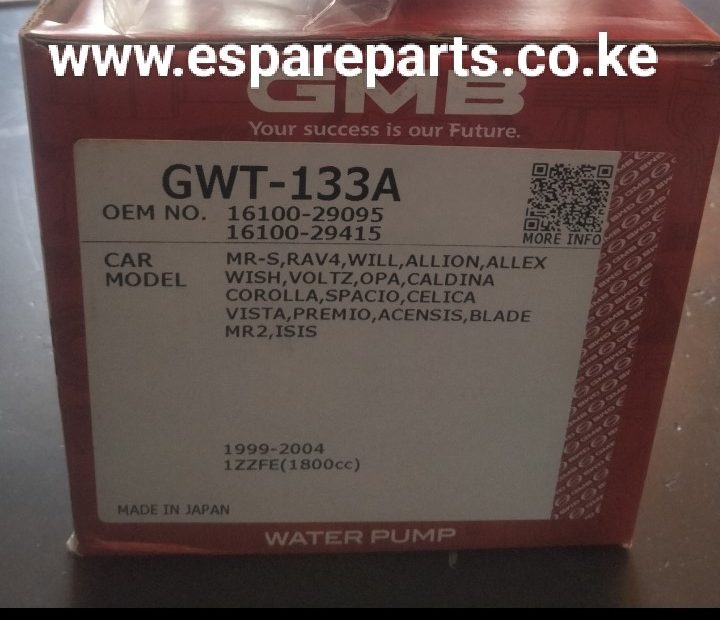 www.espareparts.co.ke
GMB
Your success is our Future.
GWT-133A
OEM NO. 16100-29095
16100-29415
MORE INFO
CAR MODEL
MR-S,RAV4,WILL,ALLION,ALLEX
WISH,VOLTZ,OPA,CALDINA
COROLLA,SPACIO,CELICA
VISTA,PREMIO,ACENSIS,BLADE
MR2,ISIS
1999-2004
1ZZFE(1800cc)
MADE IN JAPAN
WATER PUMP